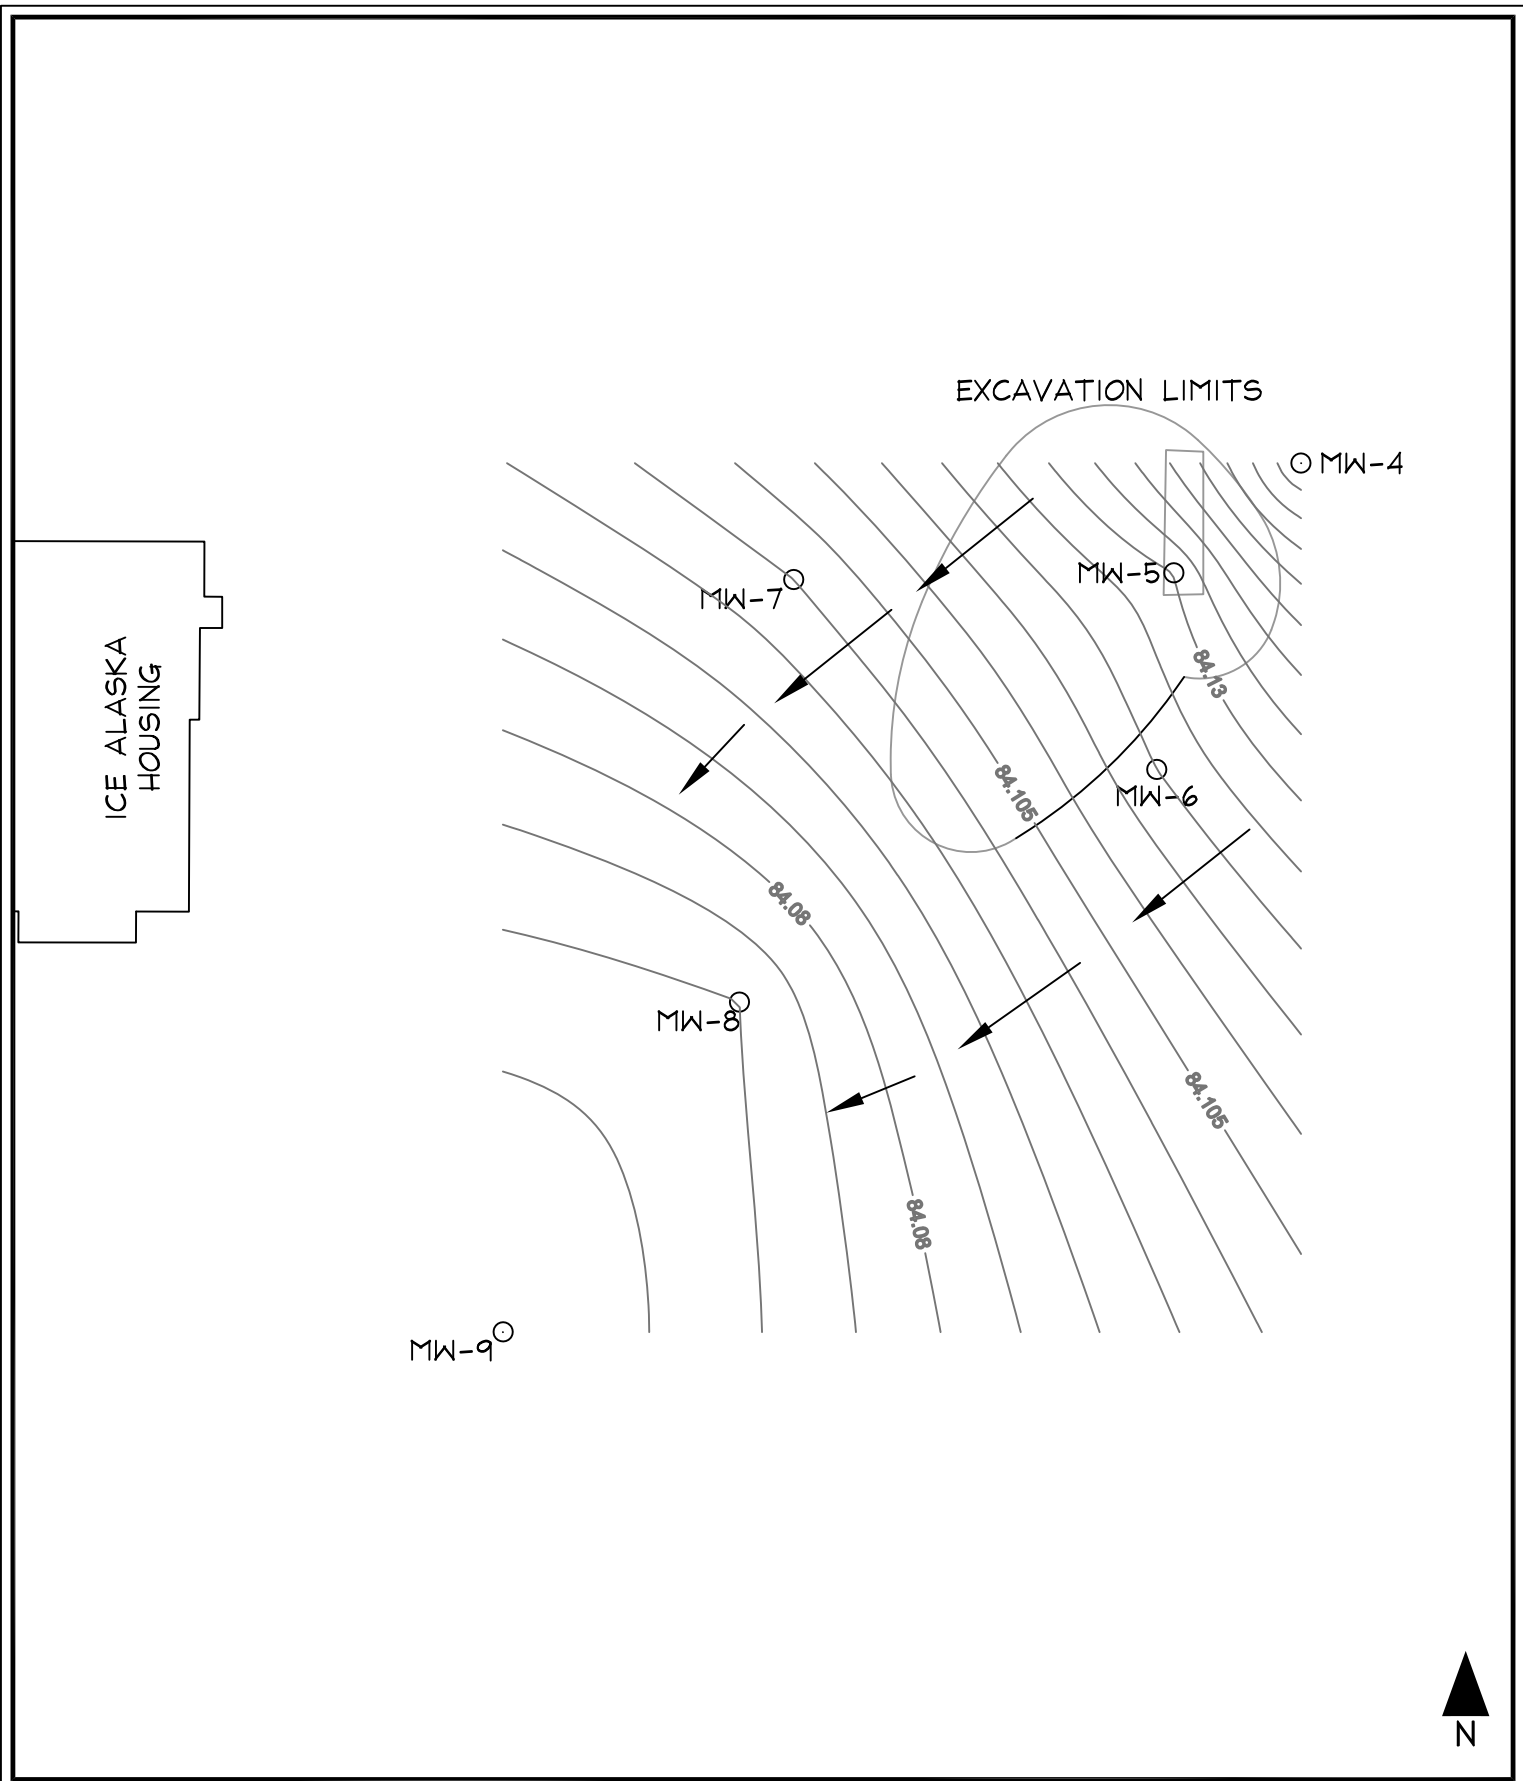 EXCAVATION LIMITS
MW-4
MW-5
MW-7
84.13
ICE ALASKA
HOUSING
84.105
MW-6
84.08
MW-8
84.105
84.08
MW-9
N